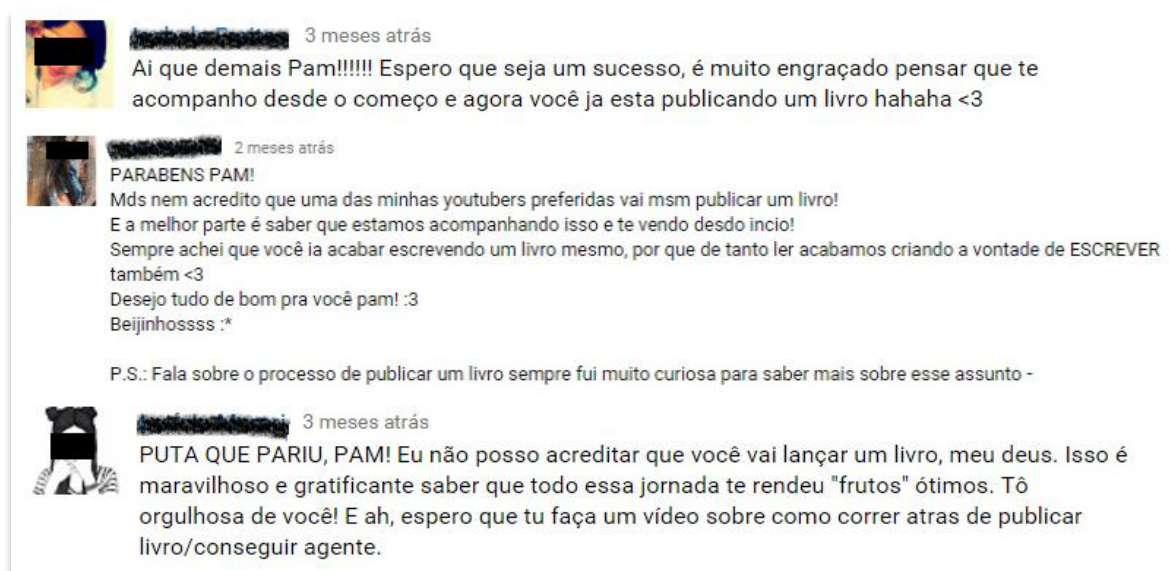 3 meses atrás
Ai que demais Pam!!!!!! Espero que seja um sucesso, é muito engraçado pensar que te
acompanho desde o começo e agora você ja esta publicando um livro hahaha <3
2 meses atrás
PARABENS PAM!
Mds nem acredito que uma das minhas youtubers preferidas vai msm publicar um livro!
E a melhor parte é saber que estamos acompanhando isso e te vendo desdo incio!
Sempre achei que você ia acabar escrevendo um livro mesmo, por que de tanto ler acabamos criando a vontade de ESCREVER
também <3
Desejo tudo de bom pra você pam! :3
Beijinhossss :*
P.S.: Fala sobre o processo de publicar um livro sempre fui muito curiosa para saber mais sobre esse assunto -
3 meses atrás
PUTA QUE PARIU, PAM! Eu não posso acreditar que você vai lançar um livro, meu deus. Isso é
maravilhoso e gratificante saber que todo essa jornada te rendeu "frutos" ótimos. Tô
orgulhosa de você! E ah, espero que tu faça um vídeo sobre como correr atras de publicar
livro/conseguir agente.